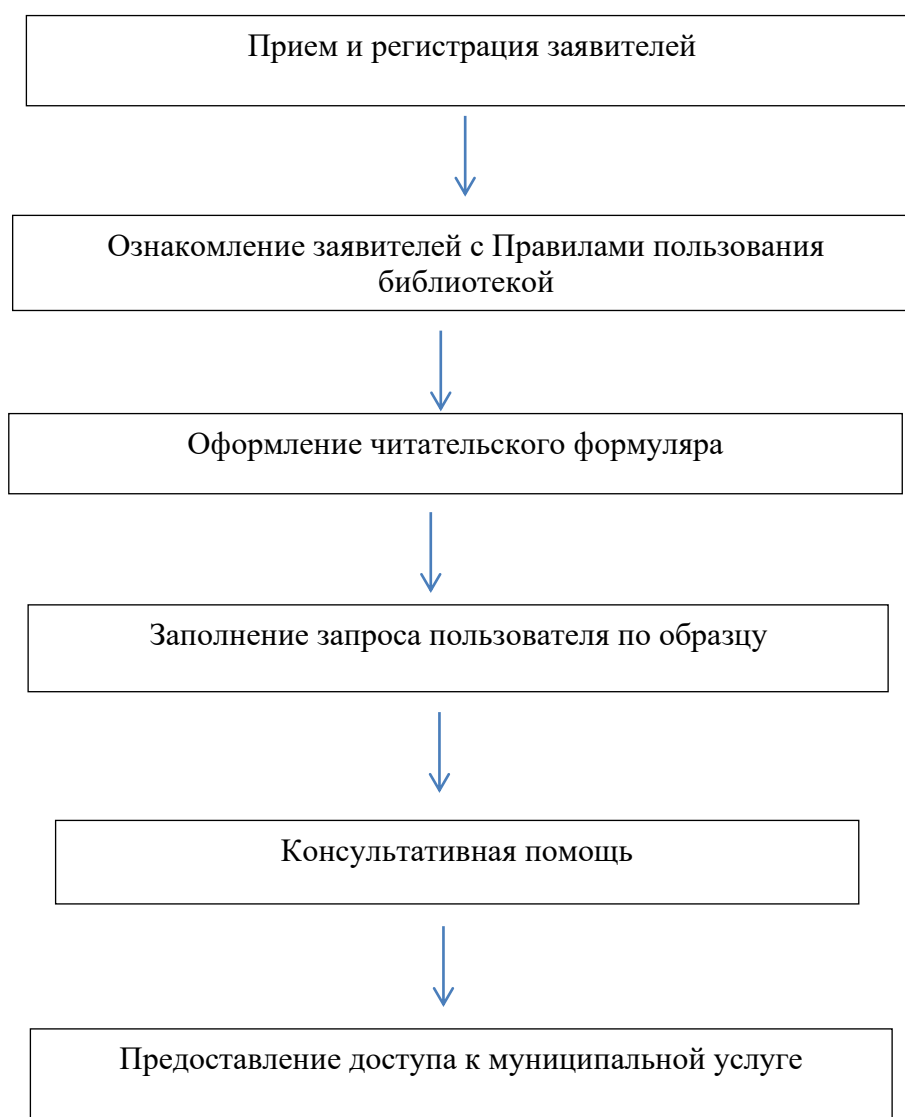 Прием и регистрация заявителей
Ознакомление заявителей с Правилами пользования
библиотекой
Оформление читательского формуляра
Заполнение запроса пользователя по образцу
Консультативная помощь
Предоставление доступа к муниципальной услуге